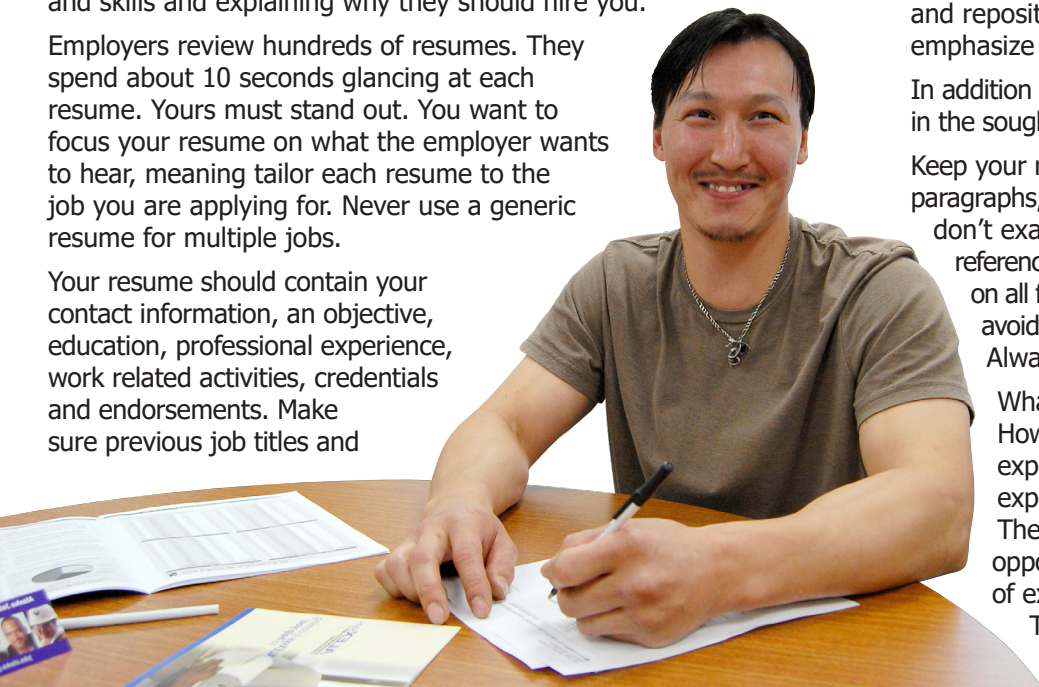 and skills and explaining why they should hire you.
Employers review hundreds of resumes. They
spend about 10 seconds glancing at each
resume. Yours must stand out. You want to
focus your resume on what the employer wants
to hear, meaning tailor each resume to the
job you are applying for. Never use a generic
resume for multiple jobs.
Your resume should contain your
contact information, an objective,
education, professional experience,
work related activities, credentials
and endorsements. Make
sure previous job titles and
and reposit
emphasize
In addition
in the sough
Keep your
paragraphs,
don’t exa
referenc
on all
avoid
Alwa
Wha
How
exp
exp
The
oppo
of ex
T